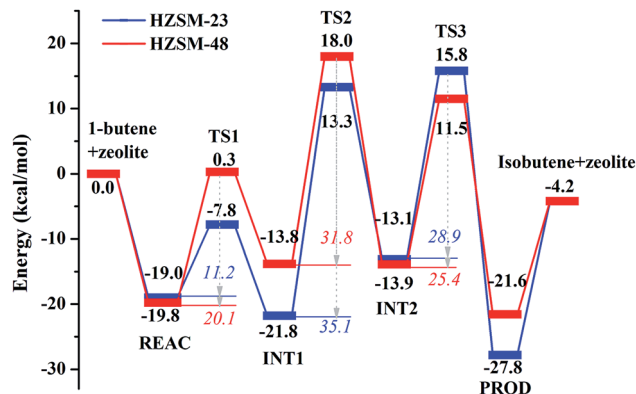 HZSM-23
HZSM-48
TS2
18.0
TS3
15.8
1-butene
+zeolite
0.0
TS1
0.3
13.3
11.5
Isobutene+zeolite
-4.2
-7.8
-19.0
-19.8
11.2
20.1
REAC
-13.8
-21.8
INT1
31.8
35.1
-13.1
-13.9
INT2
28.9
25.4
-21.6
-27.8
PROD
Energy (kcal/mol)
20
10
0
-10
-20
-30